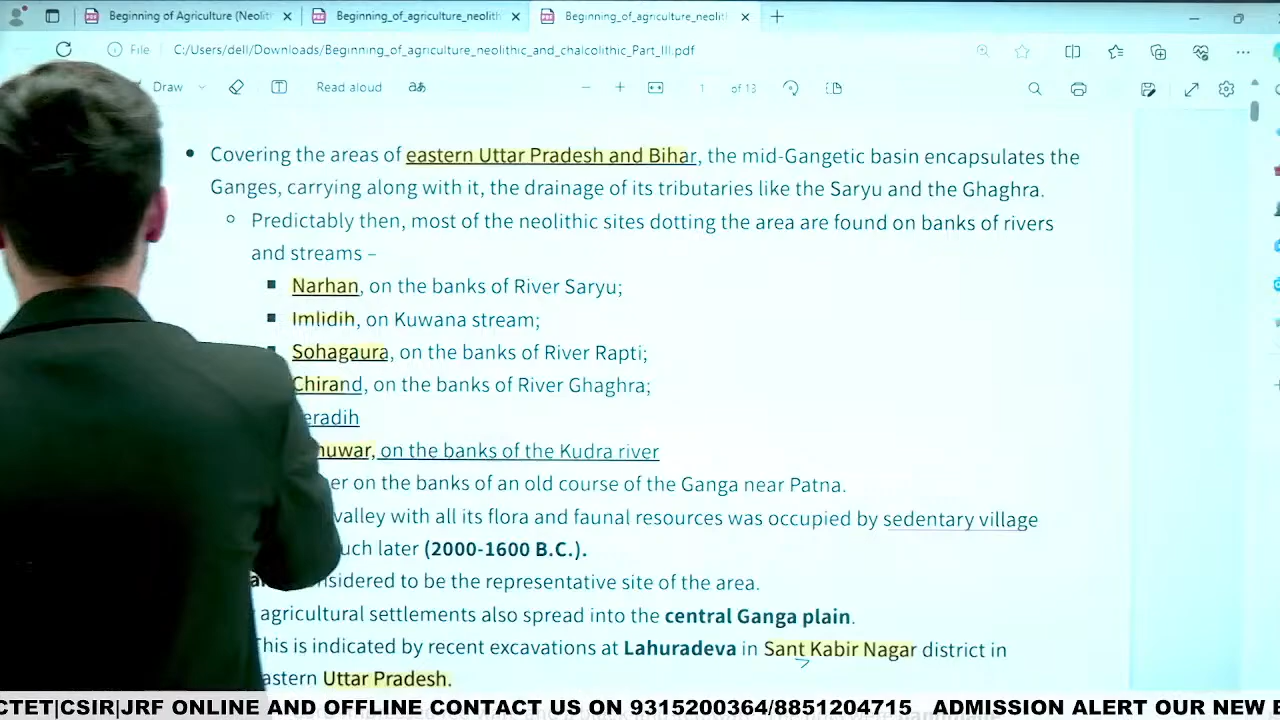 Beginning of Agriculture (Neolit
Beginning_of_agriculture_neolith
Beginning_of_agriculture_neolit
File C:/Users/dell/Downloads/Beginning_of_agriculture_neolithic_and_chalcolithic_Part_III.pdf
Draw Read aloud 1 of 13
• Covering the areas of eastern Uttar Pradesh and Bihar, the mid-Gangetic basin encapsulates the
Ganges, carrying along with it, the drainage of its tributaries like the Saryu and the Ghaghra.
Predictably then, most of the neolithic sites dotting the area are found on banks of rivers
and streams –
Narhan, on the banks of River Saryu;
Imlidih, on Kuwana stream;
Sohagaura, on the banks of River Rapti;
Chirand, on the banks of River Ghaghra;
eradih
uwar, on the banks of the Kudra river
er on the banks of an old course of the Ganga near Patna.
valley with all its flora and faunal resources was occupied by sedentary village
uch later (2000-1600 B.C.).
nsidered to be the representative site of the area.
agricultural settlements also spread into the central Ganga plain.
This is indicated by recent excavations at Lahuradeva in Sant Kabir Nagar district in
astern Uttar Pradesh.
CTET|CSIR|JRF ONLINE AND OFFLINE CONTACT US ON 9315200364/8851204715 ADMISSION ALERT OUR NEW